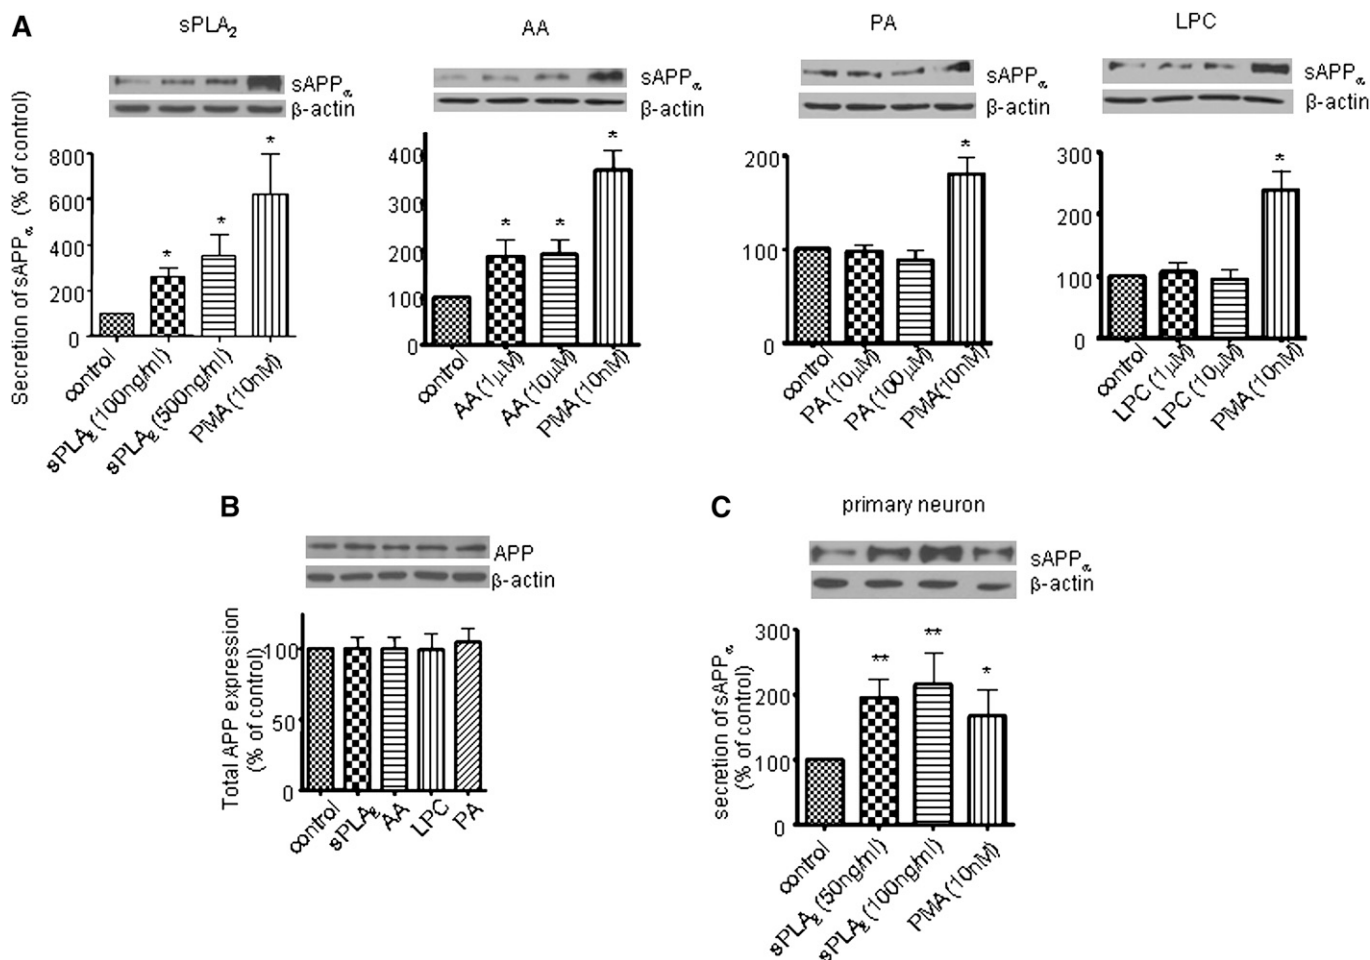 A
sPLA₂
AA
PA
LPC
sAPPα
β-actin
sAPPα
β-actin
sAPPα
β-actin
sAPPα
β-actin
Secretion of sAPPα (% of control)
800
600
400
200
0
*
*
*
control
sPLA₂ (100ng/ml)
sPLA₂ (500ng/ml)
PMA (10nM)
400
300
200
100
0
*
*
*
control
AA (1μM)
AA (10μM)
PMA (10nM)
200
100
0
*
control
PA (10μM)
PA (100μM)
PMA(10nM)
300
200
100
0
*
control
LPC (1μM)
LPC (10μM)
PMA (10nM)
B
APP
β-actin
Total APP expression
(% of control)
100
50
0
control
sPLA₂
AA
LPC
PA
C
primary neuron
sAPPα
β-actin
secretion of sAPPα
(% of control)
300
200
100
0
**
**
*
control
sPLA₂ (50ng/ml)
sPLA₂ (100ng/ml)
PMA (10nM)